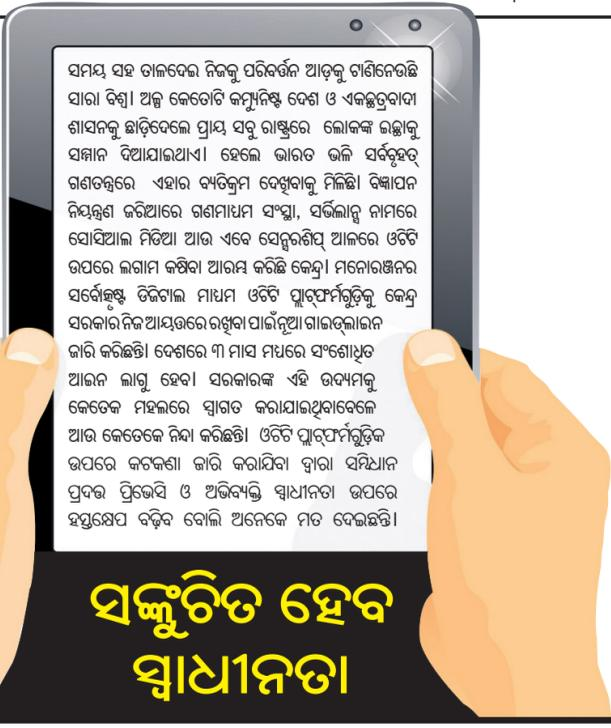 ସମୟ ସହ ତାଳଦେଇ ନିଜକୁ ପରିବର୍ତ୍ତନ ଆଡ଼କୁ ଟାଣିନେଉଛି
ସାରା ବିଶ୍ୱ। ଅଳ୍ପ କେତୋଟି କମ୍ୟୁନିଷ୍ଟ ଦେଶ ଓ ଏକଚ୍ଛତ୍ରବାଦୀ
ଶାସନକୁ ଛାଡ଼ିଦେଲେ ପ୍ରାୟ ସବୁ ରାଷ୍ଟ୍ରରେ ଲୋକଙ୍କ ଇଚ୍ଛାକୁ
ସମ୍ମାନ ଦିଆଯାଇଥାଏ। ହେଲେ ଭାରତ ଭଳି ସର୍ବବୃହତ୍
ଗଣତନ୍ତ୍ରରେ ଏହାର ବ୍ୟତିକ୍ରମ ଦେଖିବାକୁ ମିଳିଛି। ବିଜ୍ଞାପନ
ନିୟନ୍ତ୍ରଣ ଜରିଆରେ ଗଣମାଧ୍ୟମ ସଂସ୍ଥା, ସର୍ଭିଲାନ୍ସ ନାମରେ
ସୋସିଆଲ ମିଡିଆ ଆଉ ଏବେ ସେନ୍ସରଶିପ୍ ଆଳରେ ଓଟିଟି
ଉପରେ ଲଗାମ କଷିବା ଆରମ୍ଭ କରିଛି କେନ୍ଦ୍ର। ମନୋରଞ୍ଜନର
ସର୍ବୋତ୍କୃଷ୍ଟ ଡିଜିଟାଲ ମାଧ୍ୟମ ଓଟିଟି ପ୍ଲାଟ୍‌ଫର୍ମଗୁଡ଼ିକୁ କେନ୍ଦ୍ର
ସରକାର ନିଜ ଆୟତ୍ତରେ ରଖିବା ପାଇଁ ନୂଆ ଗାଇଡ୍‌ଲାଇନ
ଜାରି କରିଛନ୍ତି। ଦେଶରେ ୩ ମାସ ମଧ୍ୟରେ ସଂଶୋଧିତ
ଆଇନ ଲାଗୁ ହେବ। ସରକାରଙ୍କ ଏହି ଉଦ୍ୟମକୁ
କେତେକ ମହଲରେ ସ୍ୱାଗତ କରାଯାଇଥିବାବେଳେ
ଆଉ କେତେକେ ନିନ୍ଦା କରିଛନ୍ତି। ଓଟିଟି ପ୍ଲାଟ୍‌ଫର୍ମଗୁଡ଼ିକ
ଉପରେ କଟକଣା ଜାରି କରାଯିବା ଦ୍ୱାରା ସମ୍ବିଧାନ
ପ୍ରଦତ୍ତ ପ୍ରିଭେସି ଓ ଅଭିବ୍ୟକ୍ତି ସ୍ୱାଧୀନତା ଉପରେ
ହସ୍ତକ୍ଷେପ ବଢ଼ିବ ବୋଲି ଅନେକେ ମତ ଦେଇଛନ୍ତି।
ସଙ୍କୁଚିତ ହେବ
ସ୍ୱାଧୀନତା